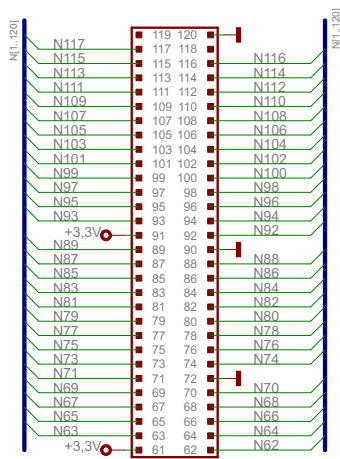 N[1..120] N[1..120]
119 120
N117 117 118
N115 115 116 N116
N113 113 114 N114
N111 111 112 N112
N109 109 110 N110
N107 107 108 N108
N105 105 106 N106
N103 103 104 N104
N101 101 102 N102
N99 99 100 N100
N97 97 98 N98
N95 95 96 N96
N93 93 94 N94
+3,3V 91 92 N92
N89 89 90
N87 87 88 N88
N85 85 86 N86
N83 83 84 N84
N81 81 82 N82
N79 79 80 N80
N77 77 78 N78
N75 75 76 N76
N73 73 74 N74
N71 71 72
N69 69 70 N70
N67 67 68 N68
N65 65 66 N66
N63 63 64 N64
+3,3V 61 62 N62